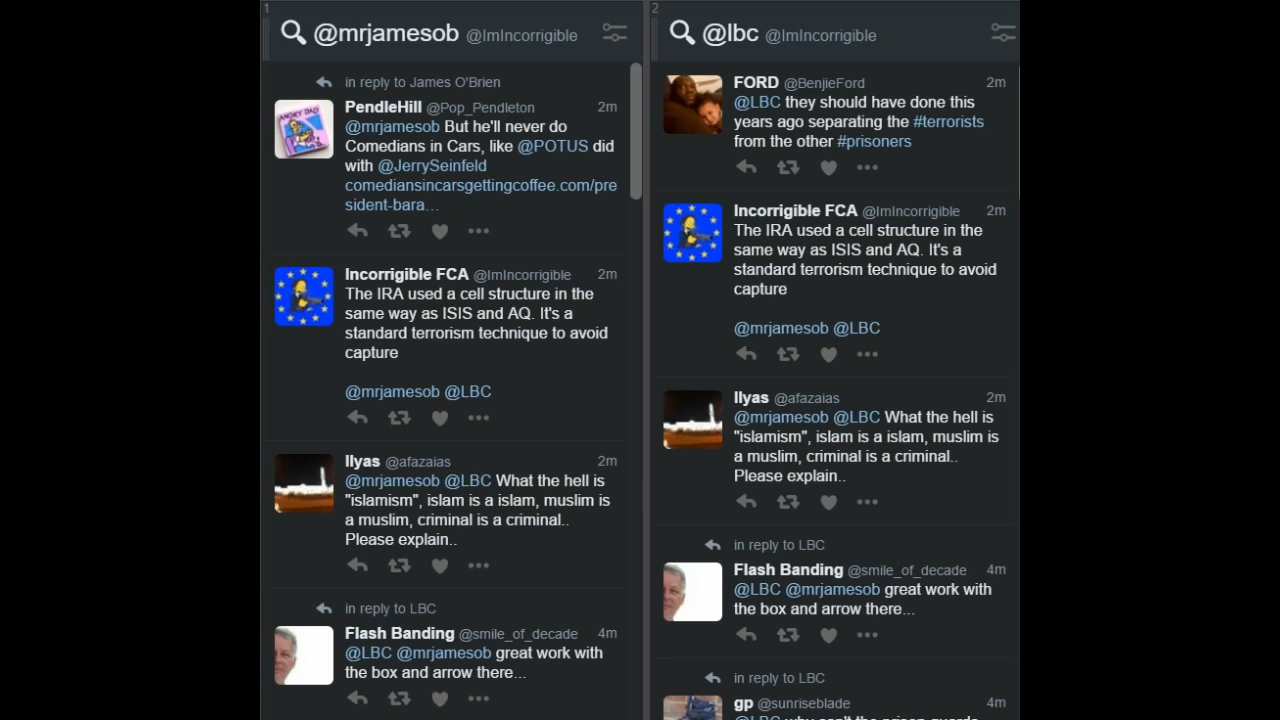 1
@mrjamesob @ImIncorrigible
in reply to James O'Brien
PendleHill @Pop_Pendleton 2m
@mrjamesob But he'll never do
Comedians in Cars, like @POTUS did
with @JerrySeinfeld
comediansincarsgettingcoffee.com/pre
sident-bara…
Incorrigible FCA @ImIncorrigible 2m
The IRA used a cell structure in the
same way as ISIS and AQ. It's a
standard terrorism technique to avoid
capture
@mrjamesob @LBC
Ilyas @afazaias 2m
@mrjamesob @LBC What the hell is
"islamism", islam is a islam, muslim is
a muslim, criminal is a criminal..
Please explain..
in reply to LBC
Flash Banding @smile_of_decade 4m
@LBC @mrjamesob great work with
the box and arrow there...
2
@lbc @ImIncorrigible
FORD @BenjieFord 2m
@LBC they should have done this
years ago separating the #terrorists
from the other #prisoners
Incorrigible FCA @ImIncorrigible 2m
The IRA used a cell structure in the
same way as ISIS and AQ. It's a
standard terrorism technique to avoid
capture
@mrjamesob @LBC
Ilyas @afazaias 2m
@mrjamesob @LBC What the hell is
"islamism", islam is a islam, muslim is
a muslim, criminal is a criminal..
Please explain..
in reply to LBC
Flash Banding @smile_of_decade 4m
@LBC @mrjamesob great work with
the box and arrow there...
in reply to LBC
gp @sunriseblade 4m
@LBC why can't the prison guards